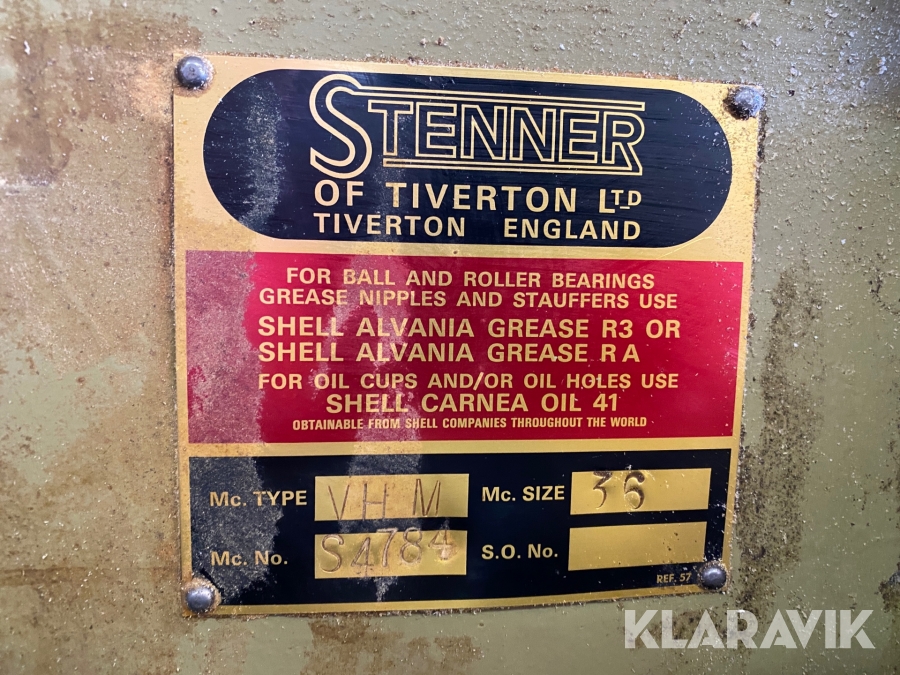 STENNER
OF TIVERTON LTD
TIVERTON ENGLAND
FOR BALL AND ROLLER BEARINGS
GREASE NIPPLES AND STAUFFERS USE
SHELL ALVANIA GREASE R3 OR
SHELL ALVANIA GREASE R A
FOR OIL CUPS AND/OR OIL HOLES USE
SHELL CARNEA OIL 41
OBTAINABLE FROM SHELL COMPANIES THROUGHOUT THE WORLD
Mc. TYPE VHM Mc. SIZE 36
Mc. No. S4784 S.O. No.
REF. 57
KLARAVIK